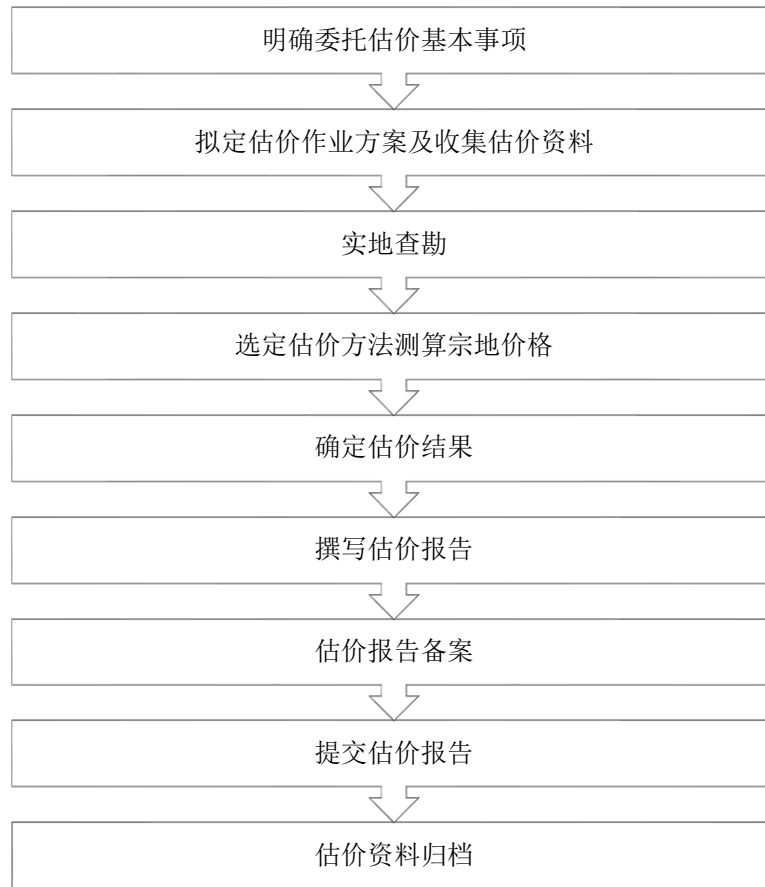 明确委托估价基本事项
拟定估价作业方案及收集估价资料
实地查勘
选定估价方法测算宗地价格
确定估价结果
撰写估价报告
估价报告备案
提交估价报告
估价资料归档